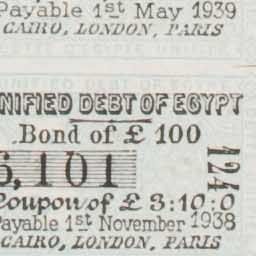 Payable 1st May 1939
CAIRO, LONDON, PARIS
UNIFIED DEBT OF EGYPT
Bond of £ 100
6,101
124
Coupon of £ 3:10:0
Payable 1st November 1938
CAIRO, LONDON, PARIS